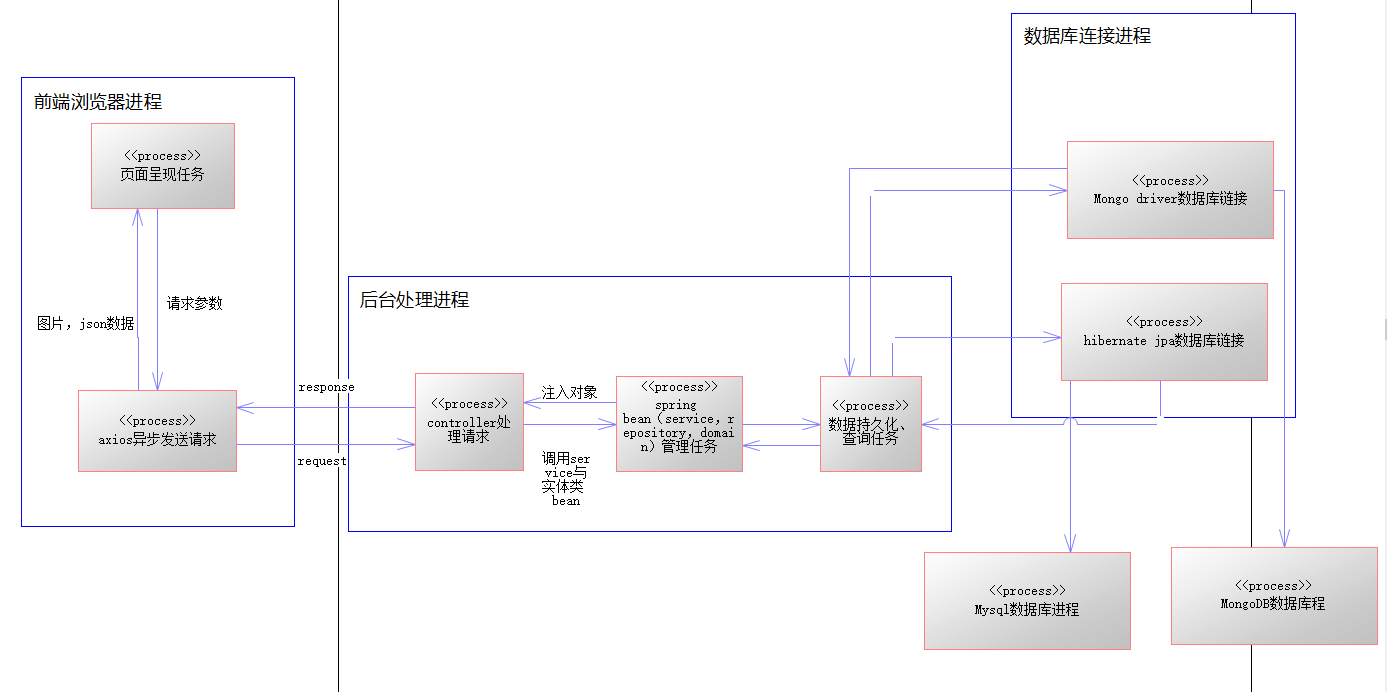 数据库连接进程
前端浏览器进程
<<process>>
页面呈现任务
<<process>>
Mongo driver数据库链接
请求参数
图片，json数据
后台处理进程
<<process>>
hibernate jpa数据库链接
response
request
<<process>>
axios异步发送请求
<<process>>
controller处
理请求
注入对象
调用ser
vice与
实体类
bean
<<process>>
spring
bean（service，r
epository，domai
n）管理任务
<<process>>
数据持久化、
查询任务
<<process>>
Mysql数据库进程
<<process>>
MongoDB数据库程